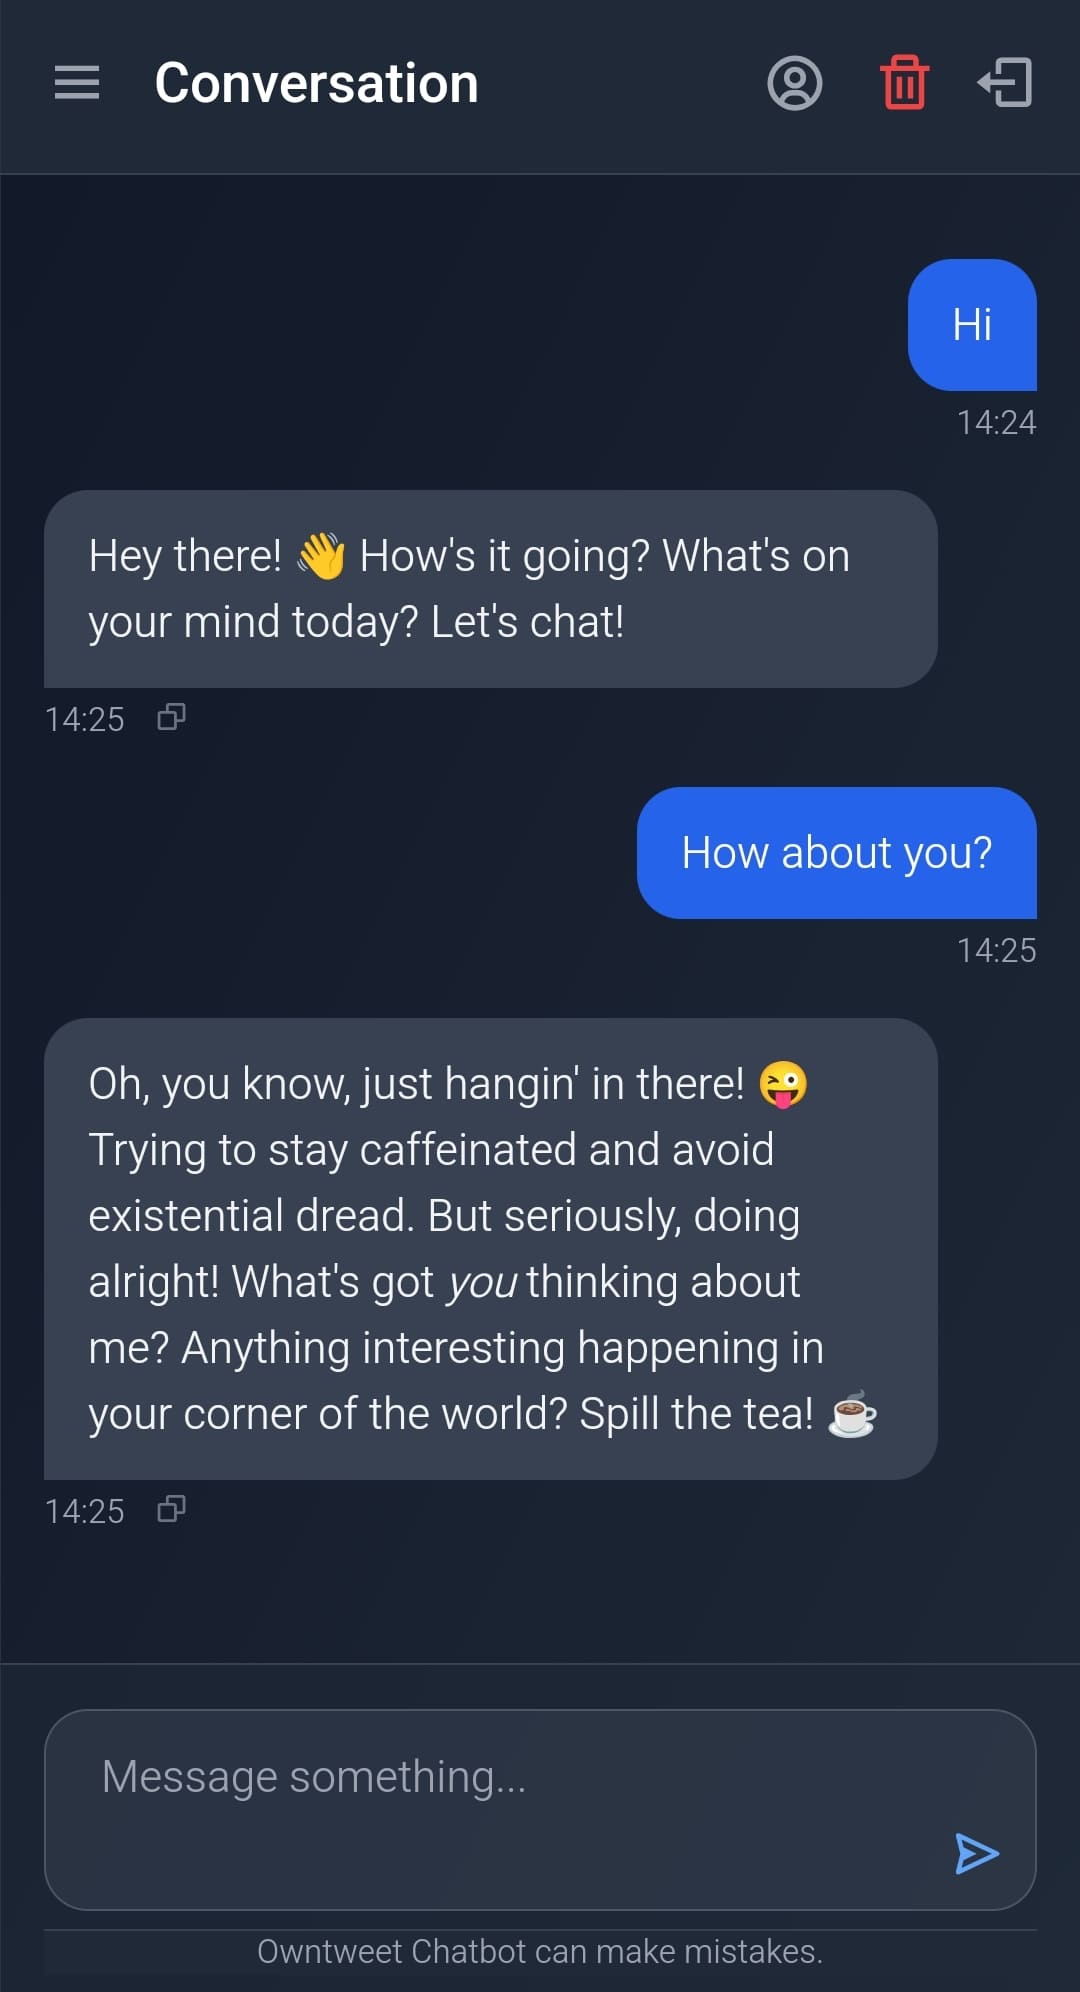 Conversation
Hi
14:24
Hey there! 👋 How's it going? What's on
your mind today? Let's chat!
14:25
How about you?
14:25
Oh, you know, just hangin' in there! 😜
Trying to stay caffeinated and avoid
existential dread. But seriously, doing
alright! What's got you thinking about
me? Anything interesting happening in
your corner of the world? Spill the tea! ☕
14:25
Message something...
Owntweet Chatbot can make mistakes.